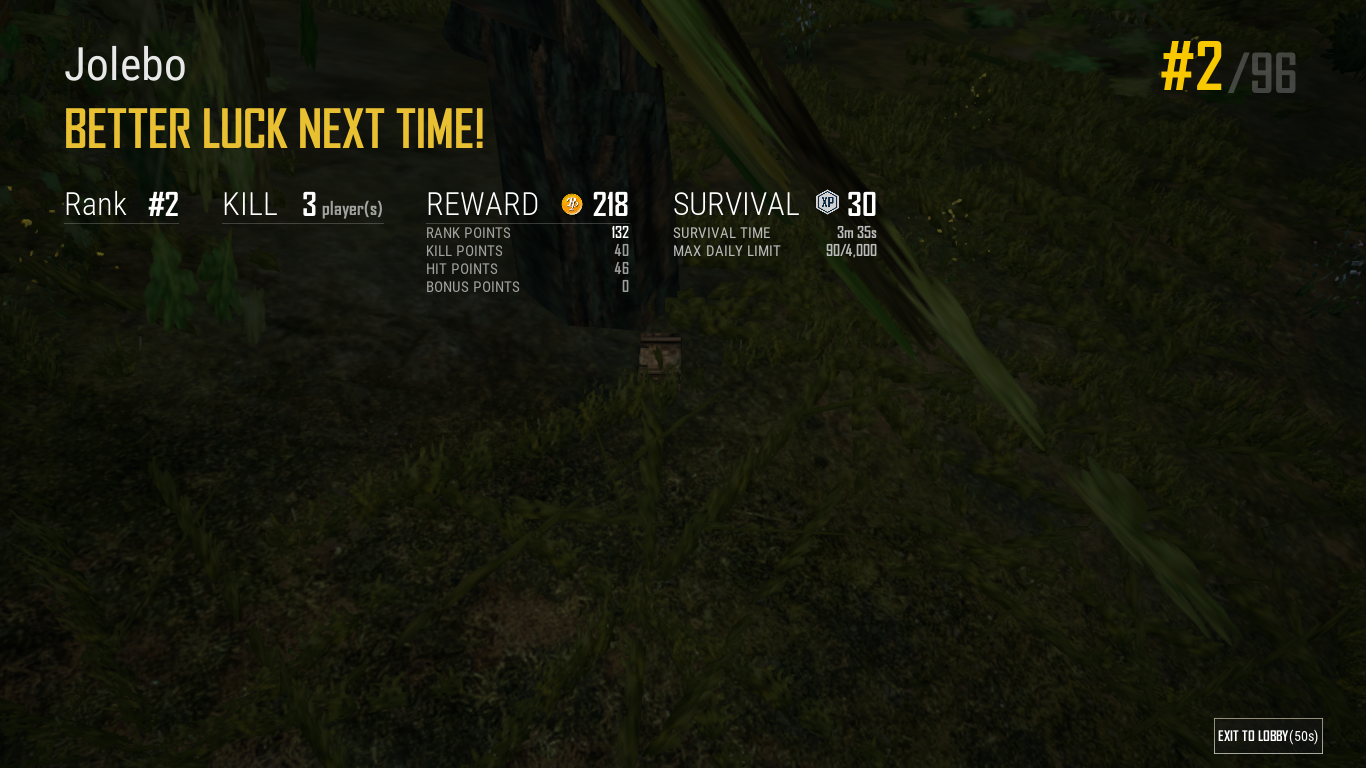 Jolebo
#2/96
BETTER LUCK NEXT TIME!
Rank #2
KILL 3 player(s)
REWARD 218
RANK POINTS 132
KILL POINTS 40
HIT POINTS 46
BONUS POINTS 0
SURVIVAL XP 30
SURVIVAL TIME 3m 35s
MAX DAILY LIMIT 90/4,000
EXIT TO LOBBY(50s)